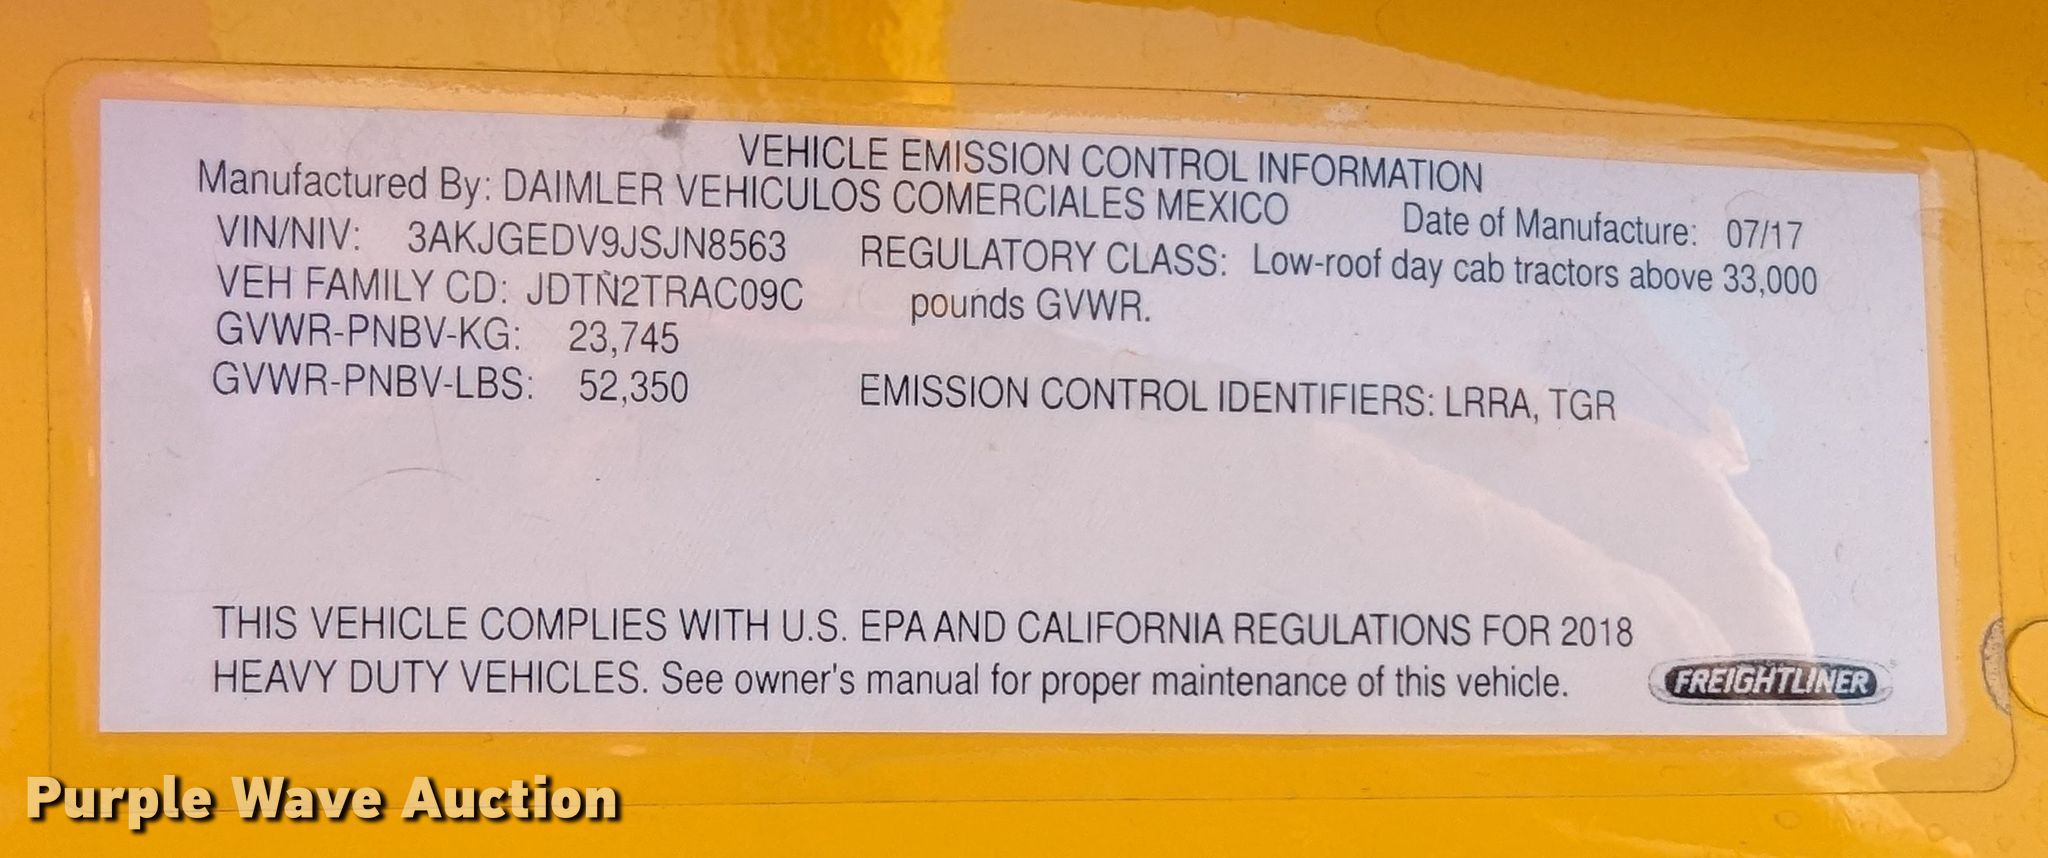 VEHICLE EMISSION CONTROL INFORMATION
Manufactured By: DAIMLER VEHICULOS COMERCIALES MEXICO Date of Manufacture: 07/17
VIN/NIV: 3AKJGEDV9JSJN8563 REGULATORY CLASS: Low-roof day cab tractors above 33,000
VEH FAMILY CD: JDTN2TRAC09C pounds GVWR.
GVWR-PNBV-KG: 23,745
GVWR-PNBV-LBS: 52,350 EMISSION CONTROL IDENTIFIERS: LRRA, TGR
THIS VEHICLE COMPLIES WITH U.S. EPA AND CALIFORNIA REGULATIONS FOR 2018
HEAVY DUTY VEHICLES. See owner's manual for proper maintenance of this vehicle.
FREIGHTLINER
Purple Wave Auction